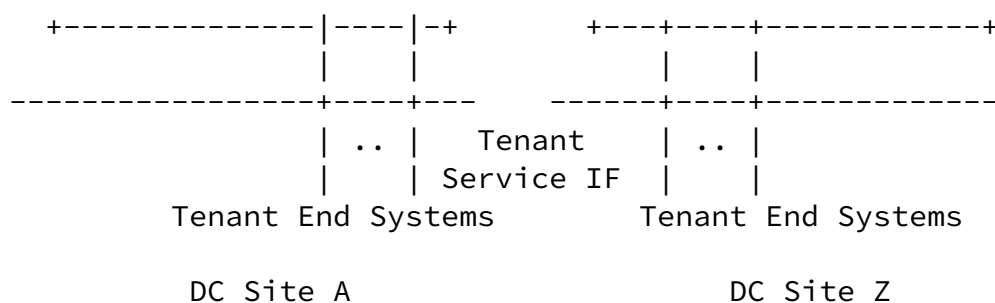 +--------------|----|-+       +---+----+------------+
|    |              |    |
-----------------+----+---    ------+----+-------------
| .. |   Tenant     | .. |
|    | Service IF   |    |
Tenant End Systems        Tenant End Systems
DC Site A                     DC Site Z